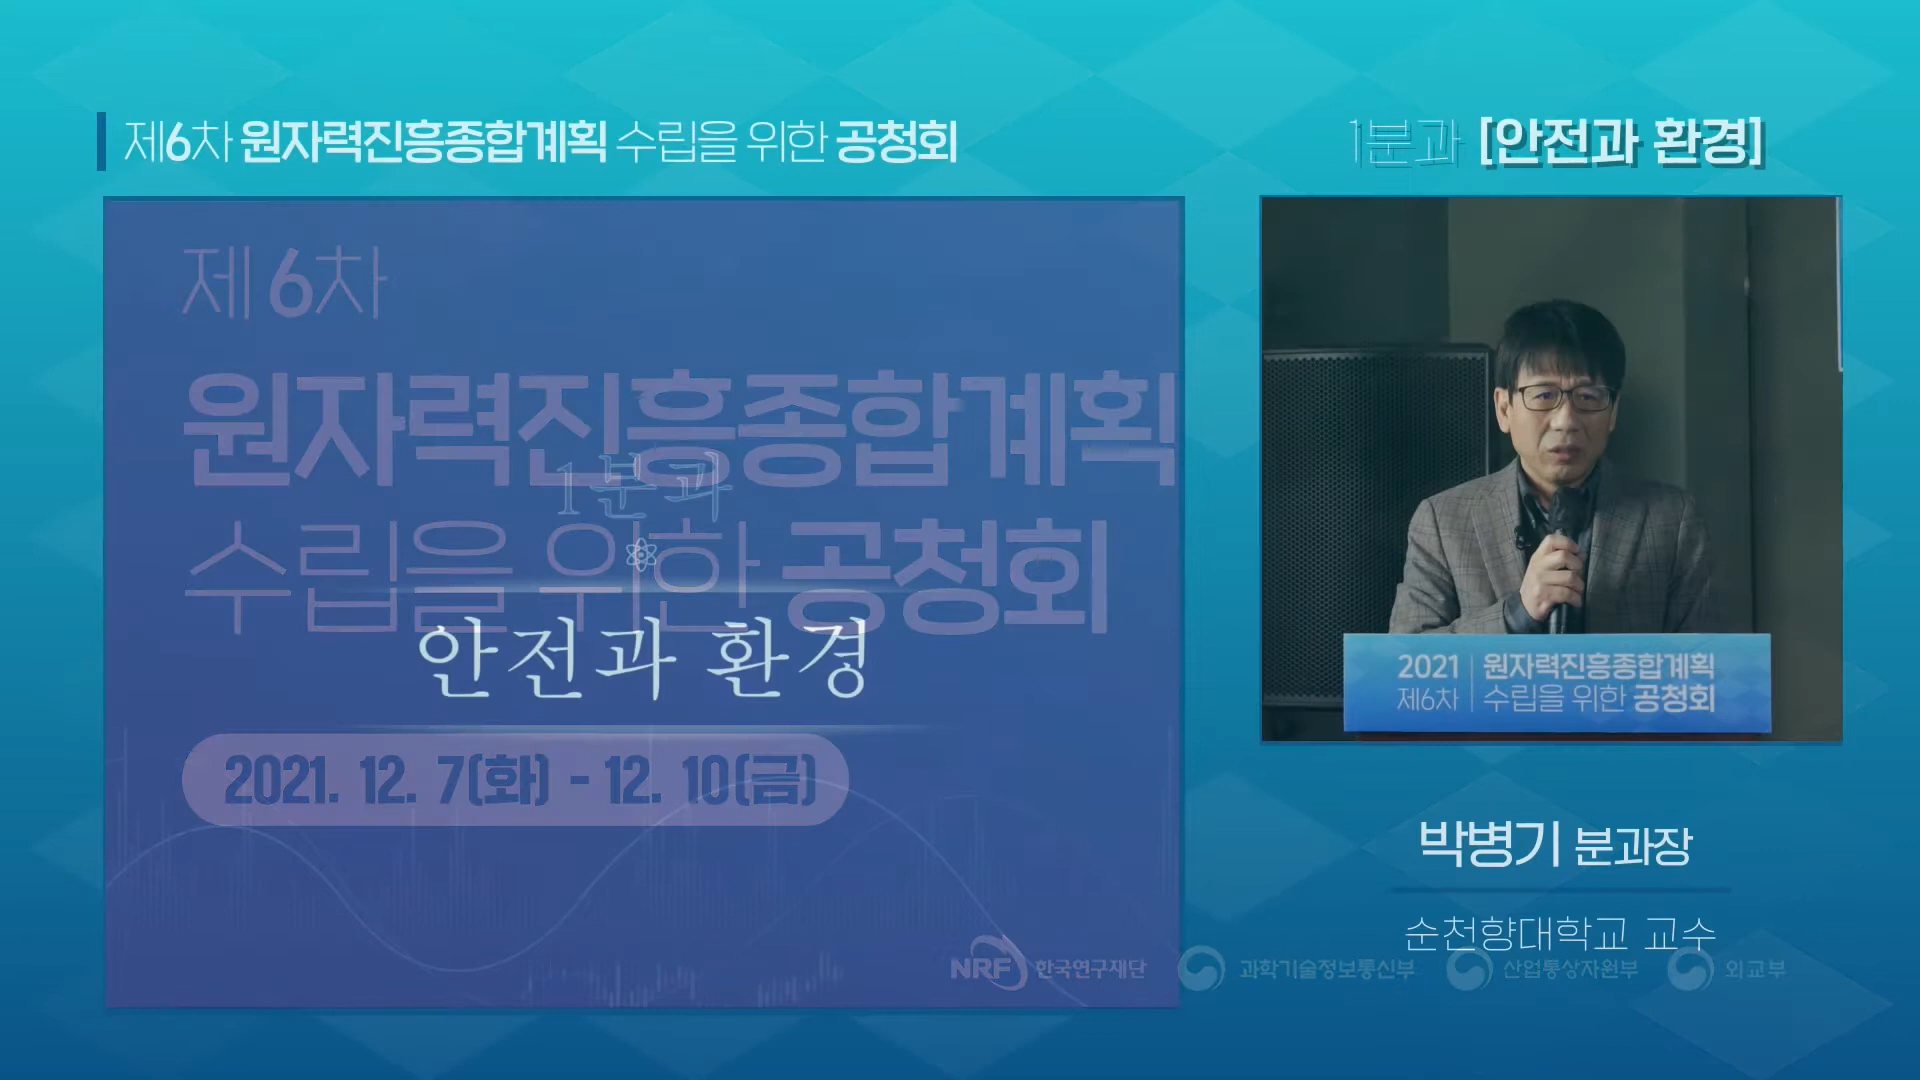 제6차 원자력진흥종합계획 수립을 위한 공청회
1분과 [안전과 환경]
제 6차
원자력진흥종합계획
1분과
수립을 위한 공청회
안전과 환경
2021. 12. 7(화) - 12. 10(금)
2021 원자력진흥종합계획
제6차 수립을 위한 공청회
박병기 분과장
순천향대학교 교수
NRF 한국연구재단 과학기술정보통신부 산업통상자원부 외교부